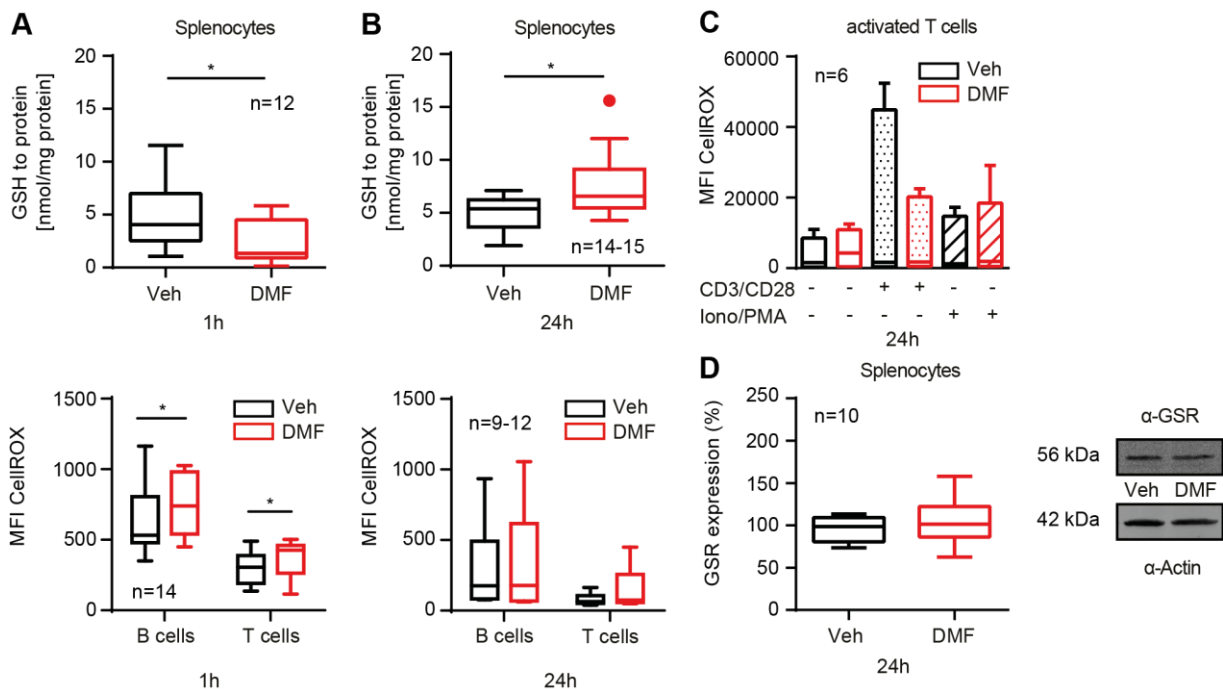 A
Splenocytes
GSH to protein
[nmol/mg protein]
20
15
10
5
0
*
n=12
Veh
DMF
1h
B
Splenocytes
GSH to protein
[nmol/mg protein]
20
15
10
5
0
*
n=14-15
Veh
DMF
24h
C
activated T cells
MFI CellROX
60000
40000
20000
0
n=6
Veh
DMF
CD3/CD28 - - + + - -
Iono/PMA - - - - + +
24h
MFI CellROX
1500
1000
500
0
Veh
DMF
*
*
n=14
B cells
T cells
1h
MFI CellROX
1500
1000
500
0
n=9-12
Veh
DMF
B cells
T cells
24h
D
Splenocytes
GSR expression (%)
250
200
150
100
50
0
n=10
Veh
DMF
24h
α-GSR
56 kDa
Veh DMF
42 kDa
α-Actin